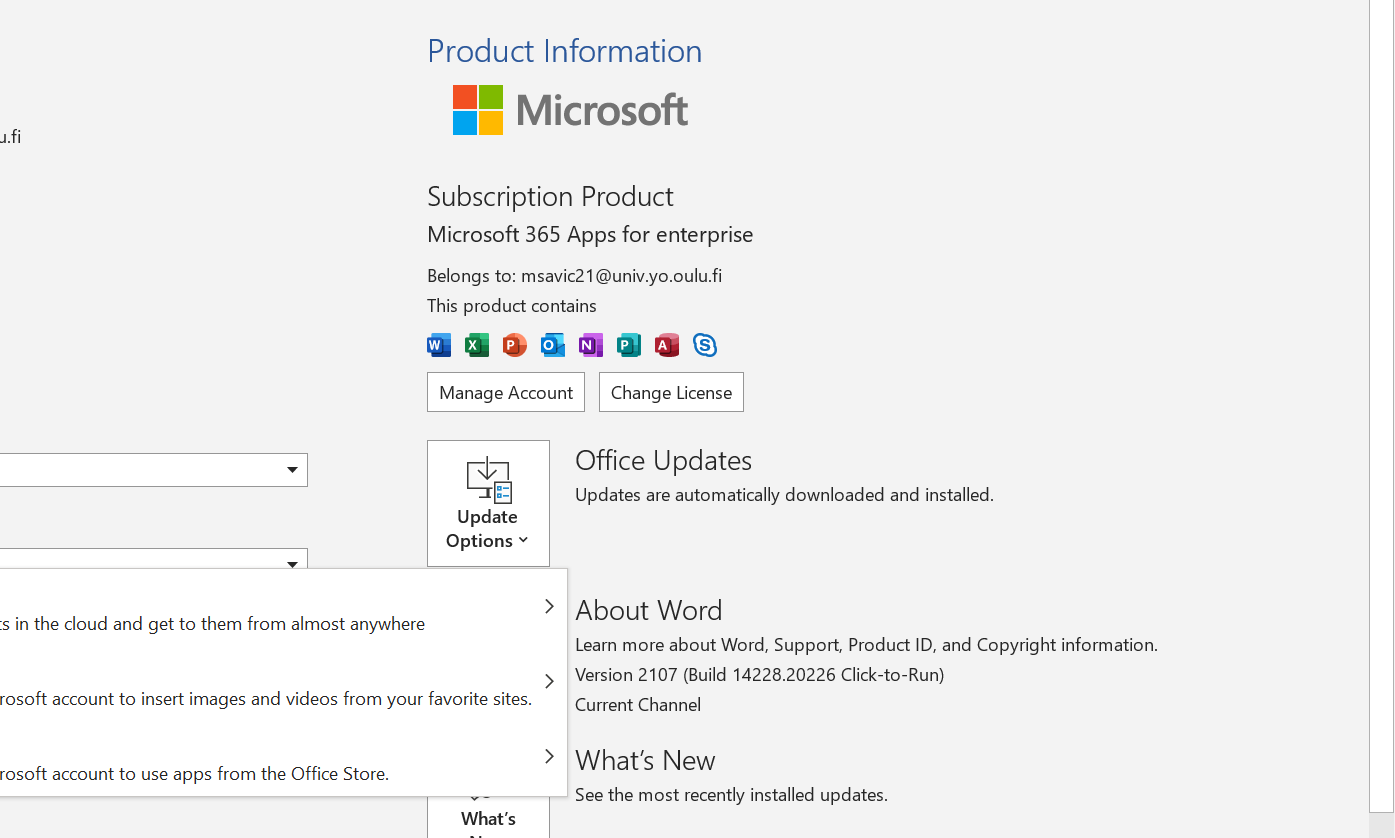 Product Information
Microsoft
u.fi
Subscription Product
Microsoft 365 Apps for enterprise
Belongs to: msavic21@univ.yo.oulu.fi
This product contains
W X P O N P A S
Manage Account Change License
Update
Options
Office Updates
Updates are automatically downloaded and installed.
ts in the cloud and get to them from almost anywhere
rosoft account to insert images and videos from your favorite sites.
rosoft account to use apps from the Office Store.
About Word
Learn more about Word, Support, Product ID, and Copyright information.
Version 2107 (Build 14228.20226 Click-to-Run)
Current Channel
What's New
See the most recently installed updates.
What's